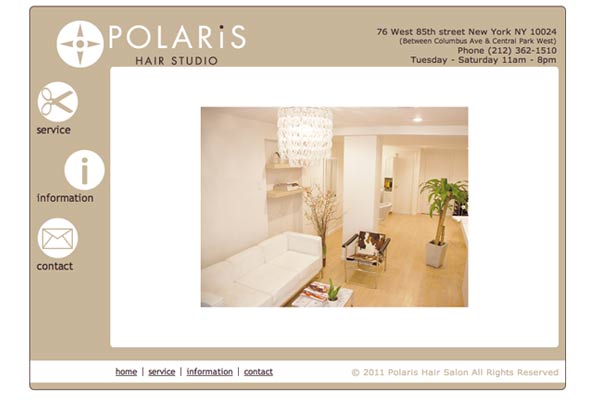 POLARiS
HAIR STUDIO
76 West 85th street New York NY 10024
(Between Columbus Ave & Central Park West)
Phone (212) 362-1510
Tuesday - Saturday 11am - 8pm
service
information
contact
home | service | information | contact
© 2011 Polaris Hair Salon All Rights Reserved